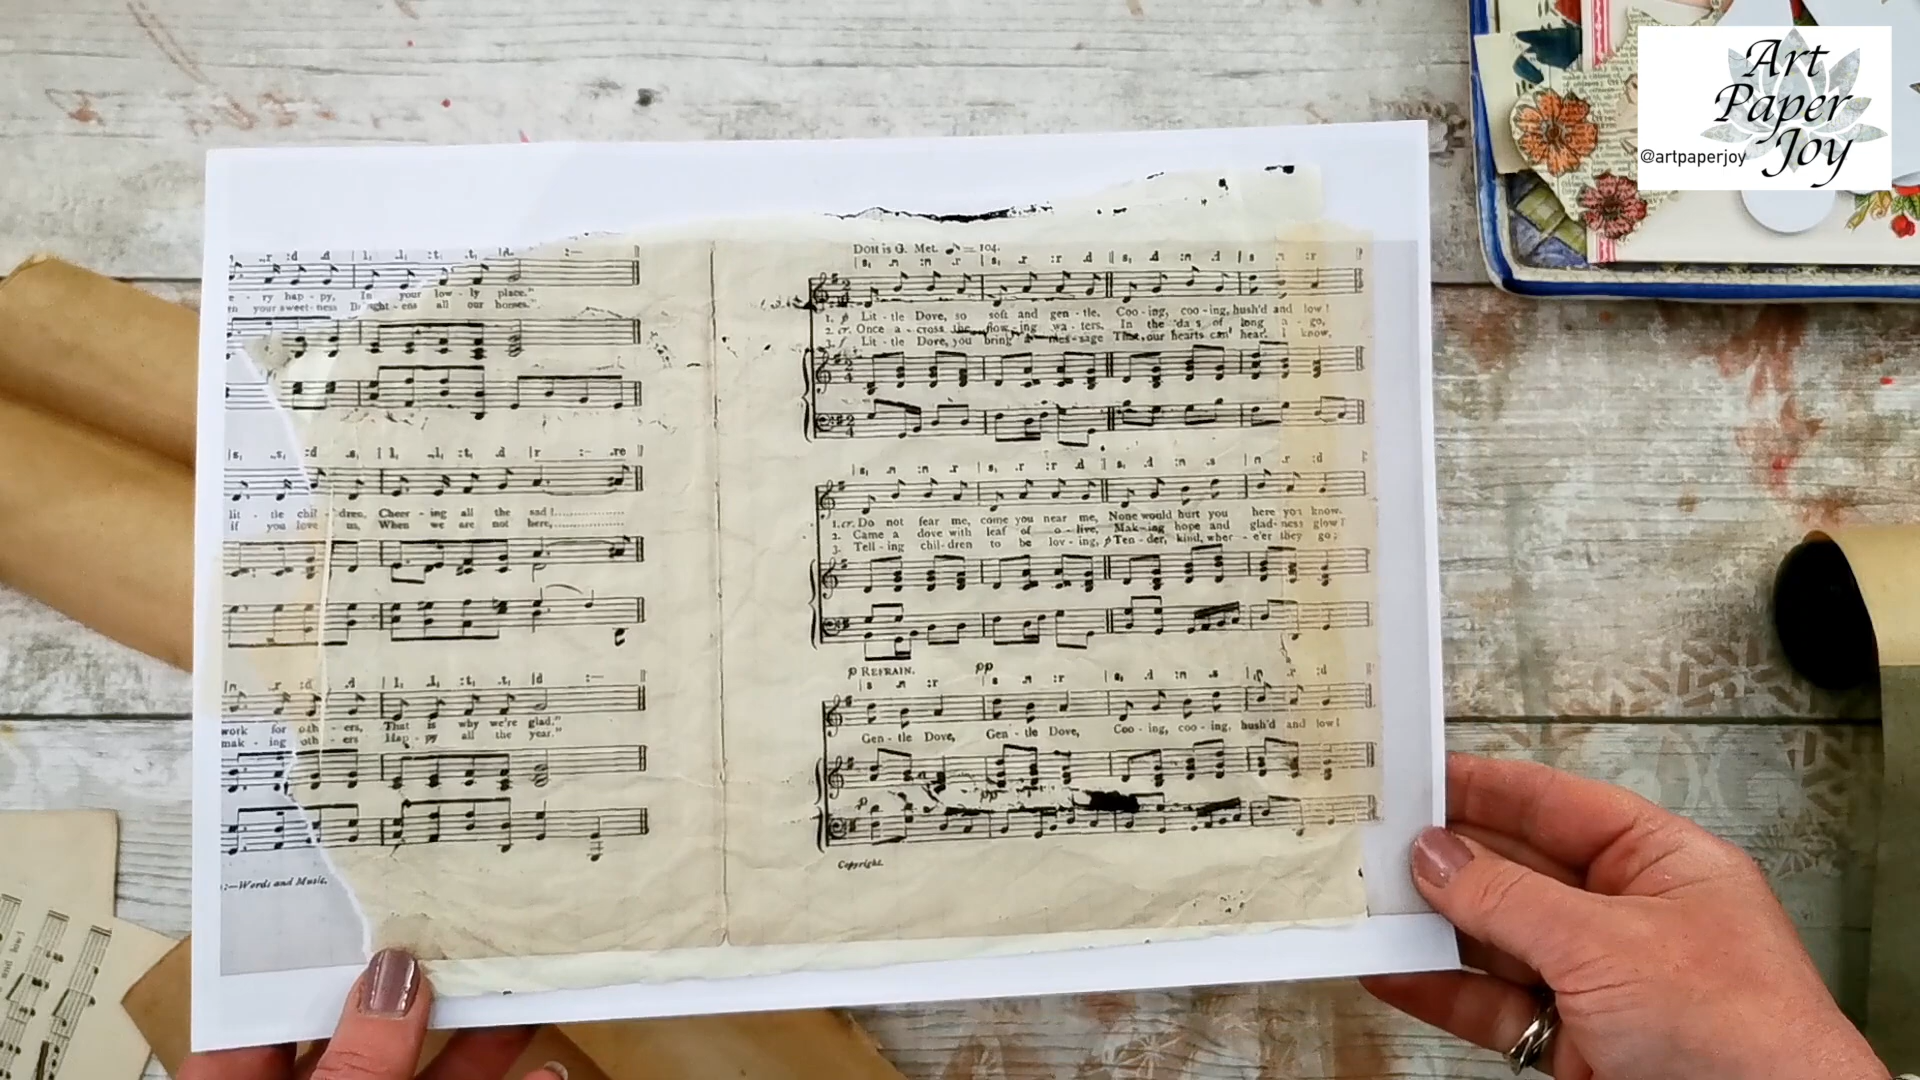 Art
Paper
Joy
@artpaperjoy
e - ry hap - py, In your low - ly place."
your sweet - ness all our homes."
lit - tle chil - dren, Cheer - ing all the sad!
if you love us, When we are not here,
work for oth - ers, That is why we're glad."
mak - ing oth - ers Hap - py all the year."
:—Words and Music.
DOH is G. Met. ♪ = 104.
1. p Lit - tle Dove, so soft and gen - tle, Coo - ing, coo - ing, hush'd and low!
2. cr. Once a - cross the flow - ing wa - ters, In the da s of long a - go,
3. f Lit - tle Dove, you bring a mes - sage That our hearts can hear, I know,
1. cr. Do not fear me, come you near me, None would hurt you here you know.
2. Came a dove with leaf of o - live, Mak - ing hope and glad - ness glow!
3. Tell - ing chil - dren to be lov - ing, p Ten - der, kind, wher - e'er they go;
p REFRAIN. pp
Gen - tle Dove, Gen - tle Dove, Coo - ing, coo - ing, hush'd and low!
Copyright.
and low!